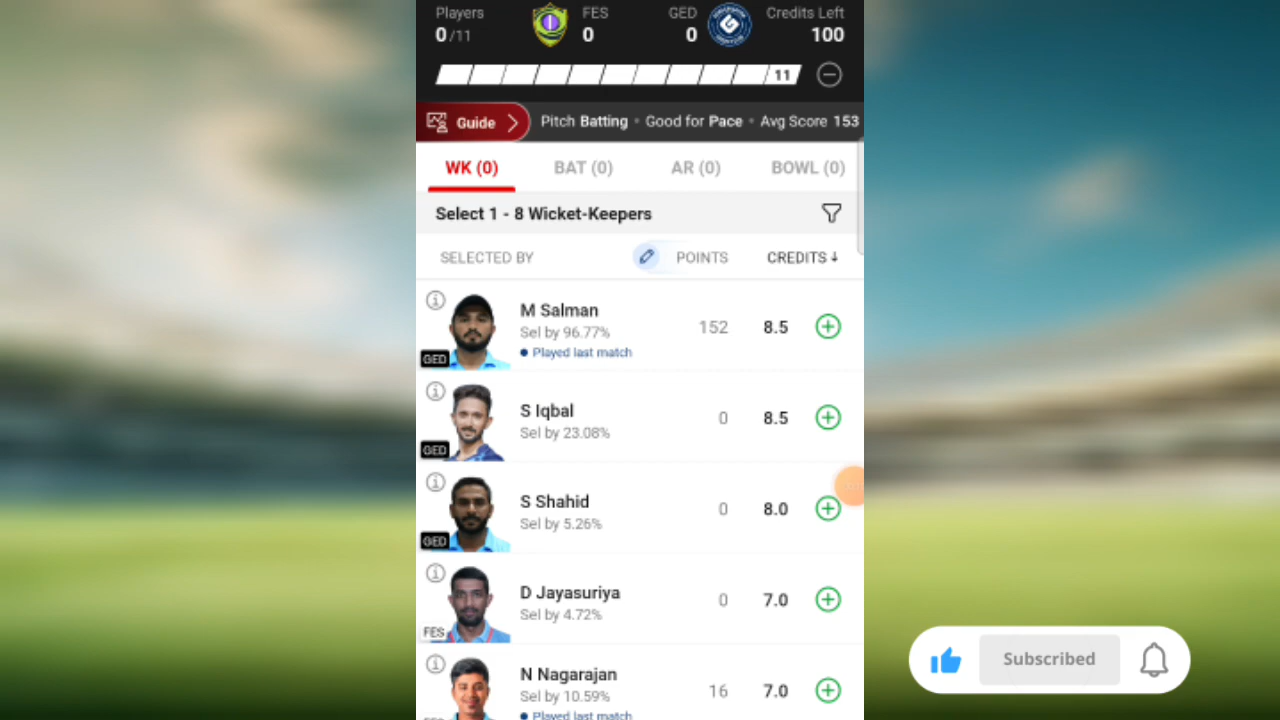 Players FES GED Credits Left
0/11 0 0 100
11
Guide Pitch Batting • Good for Pace • Avg Score 153
WK (0) BAT (0) AR (0) BOWL (0)
Select 1 - 8 Wicket-Keepers
SELECTED BY POINTS CREDITS ↓
M Salman
Sel by 96.77% 152 8.5
GED • Played last match
S Iqbal 0 8.5
Sel by 23.08%
GED
S Shahid 0 8.0
Sel by 5.26%
GED
D Jayasuriya 0 7.0
Sel by 4.72%
FES
N Nagarajan 16 7.0
Sel by 10.59%
• Played last match
Subscribed